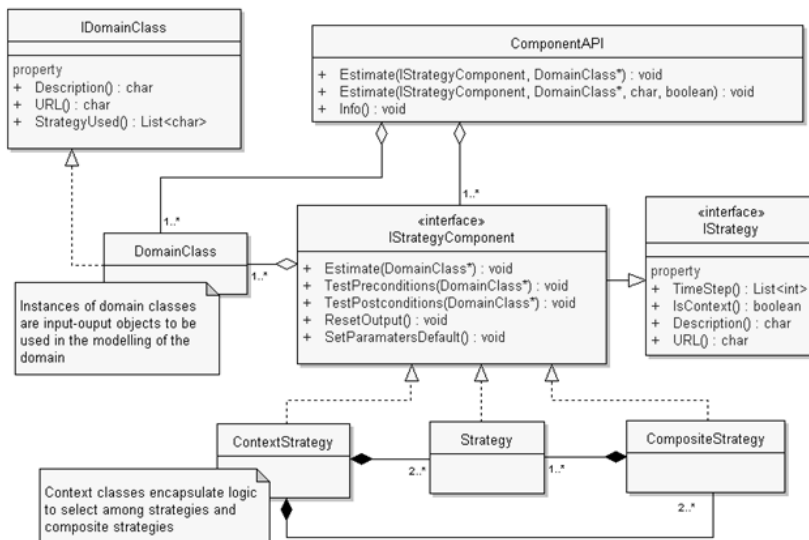 IDomainClass
property
+ Description() : char
+ URL() : char
+ StrategyUsed() : List<char>
ComponentAPI
+ Estimate(IStrategyComponent, DomainClass*) : void
+ Estimate(IStrategyComponent, DomainClass*, char, boolean) : void
+ Info() : void
1..*
1..*
DomainClass
1..*
Instances of domain classes
are input-ouput objects to be
used in the modelling of the
domain
«interface»
IStrategyComponent
+ Estimate(DomainClass*) : void
+ TestPreconditions(DomainClass*) : void
+ TestPostconditions(DomainClass*) : void
+ ResetOutput() : void
+ SetParamatersDefault() : void
«interface»
IStrategy
property
+ TimeStep() : List<int>
+ IsContext() : boolean
+ Description() : char
+ URL() : char
ContextStrategy
2..*
Strategy
1..*
CompositeStrategy
2..*
Context classes encapsulate logic
to select among strategies and
composite strategies